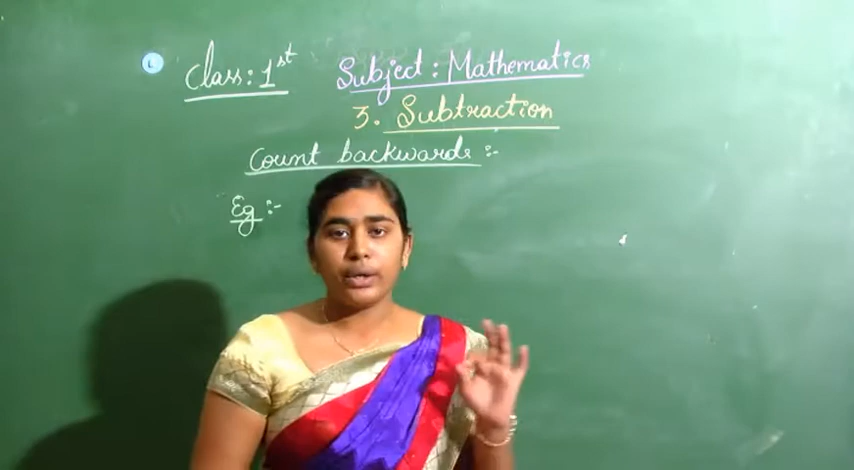 Class: 1st Subject: Mathematics
3. Subtraction
Count backwards :-
Eg :-